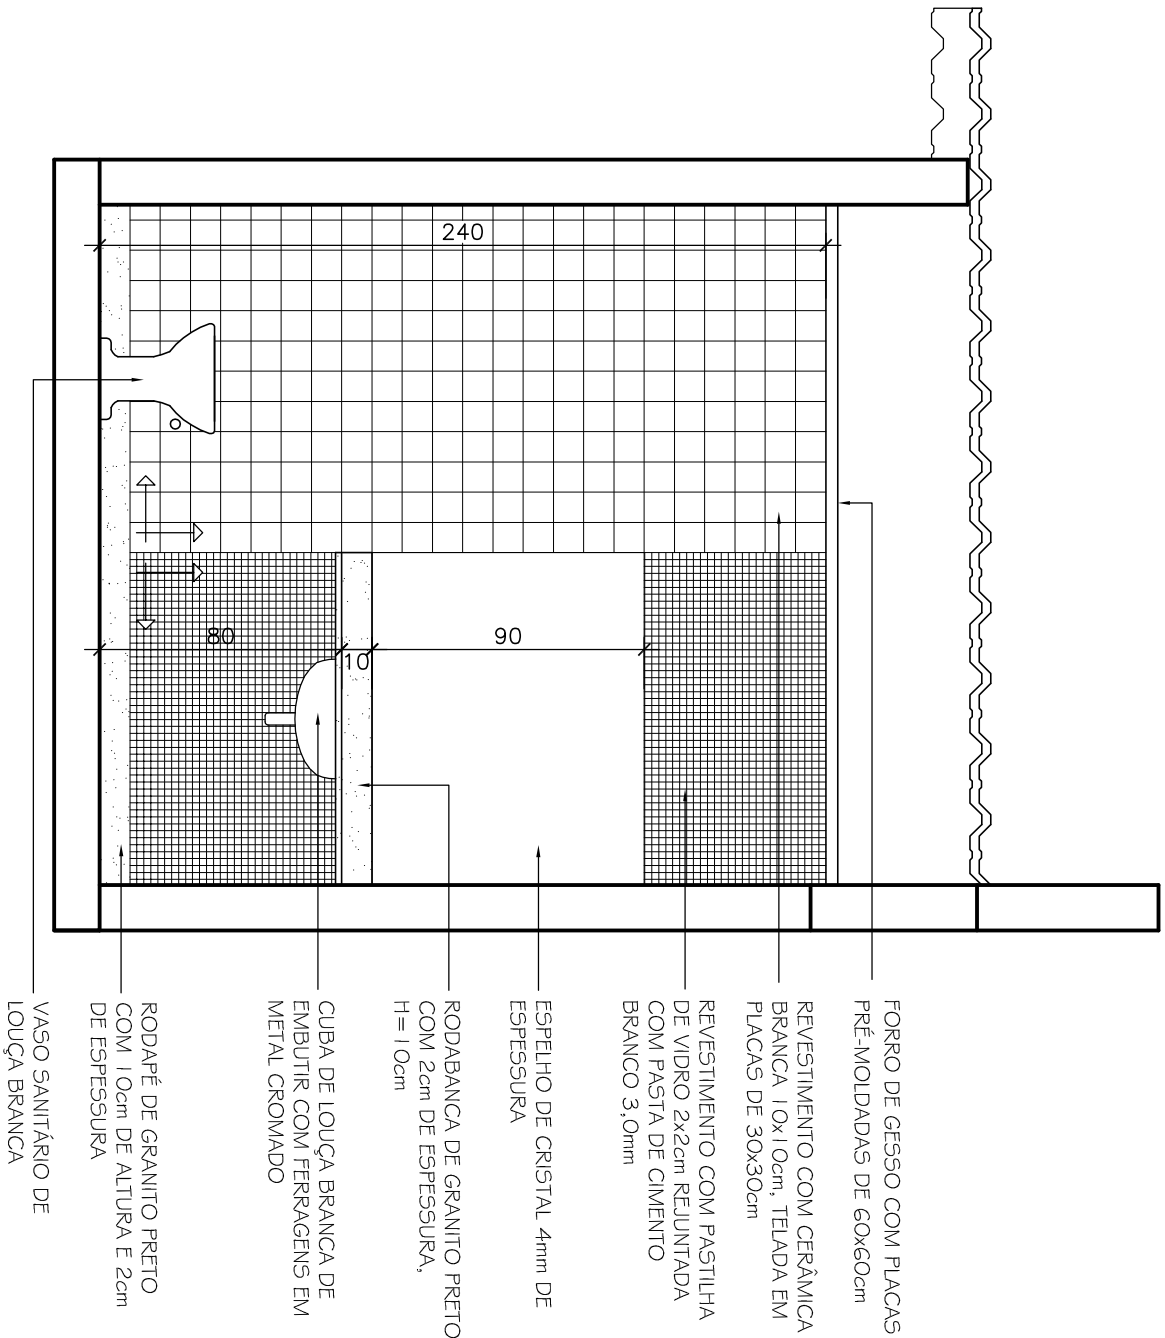 FORRO DE GESSO COM PLACAS
PRÉ-MOLDADAS DE 60x60cm
REVESTIMENTO COM CERÂMICA
BRANCA 10x10cm, TELADA EM
PLACAS DE 30x30cm
REVESTIMENTO COM PASTILHA
DE VIDRO 2x2cm REJUNTADA
COM PASTA DE CIMENTO
BRANCO 3,0mm
ESPELHO DE CRISTAL 4mm DE
ESPESSURA
RODABANCA DE GRANITO PRETO
COM 2cm DE ESPESSURA,
H=10cm
CUBA DE LOUÇA BRANCA DE
EMBUTIR COM FERRAGENS EM
METAL CROMADO
RODAPÉ DE GRANITO PRETO
COM 10cm DE ALTURA E 2cm
DE ESPESSURA
VASO SANITÁRIO DE
LOUÇA BRANCA
240
80
10
90